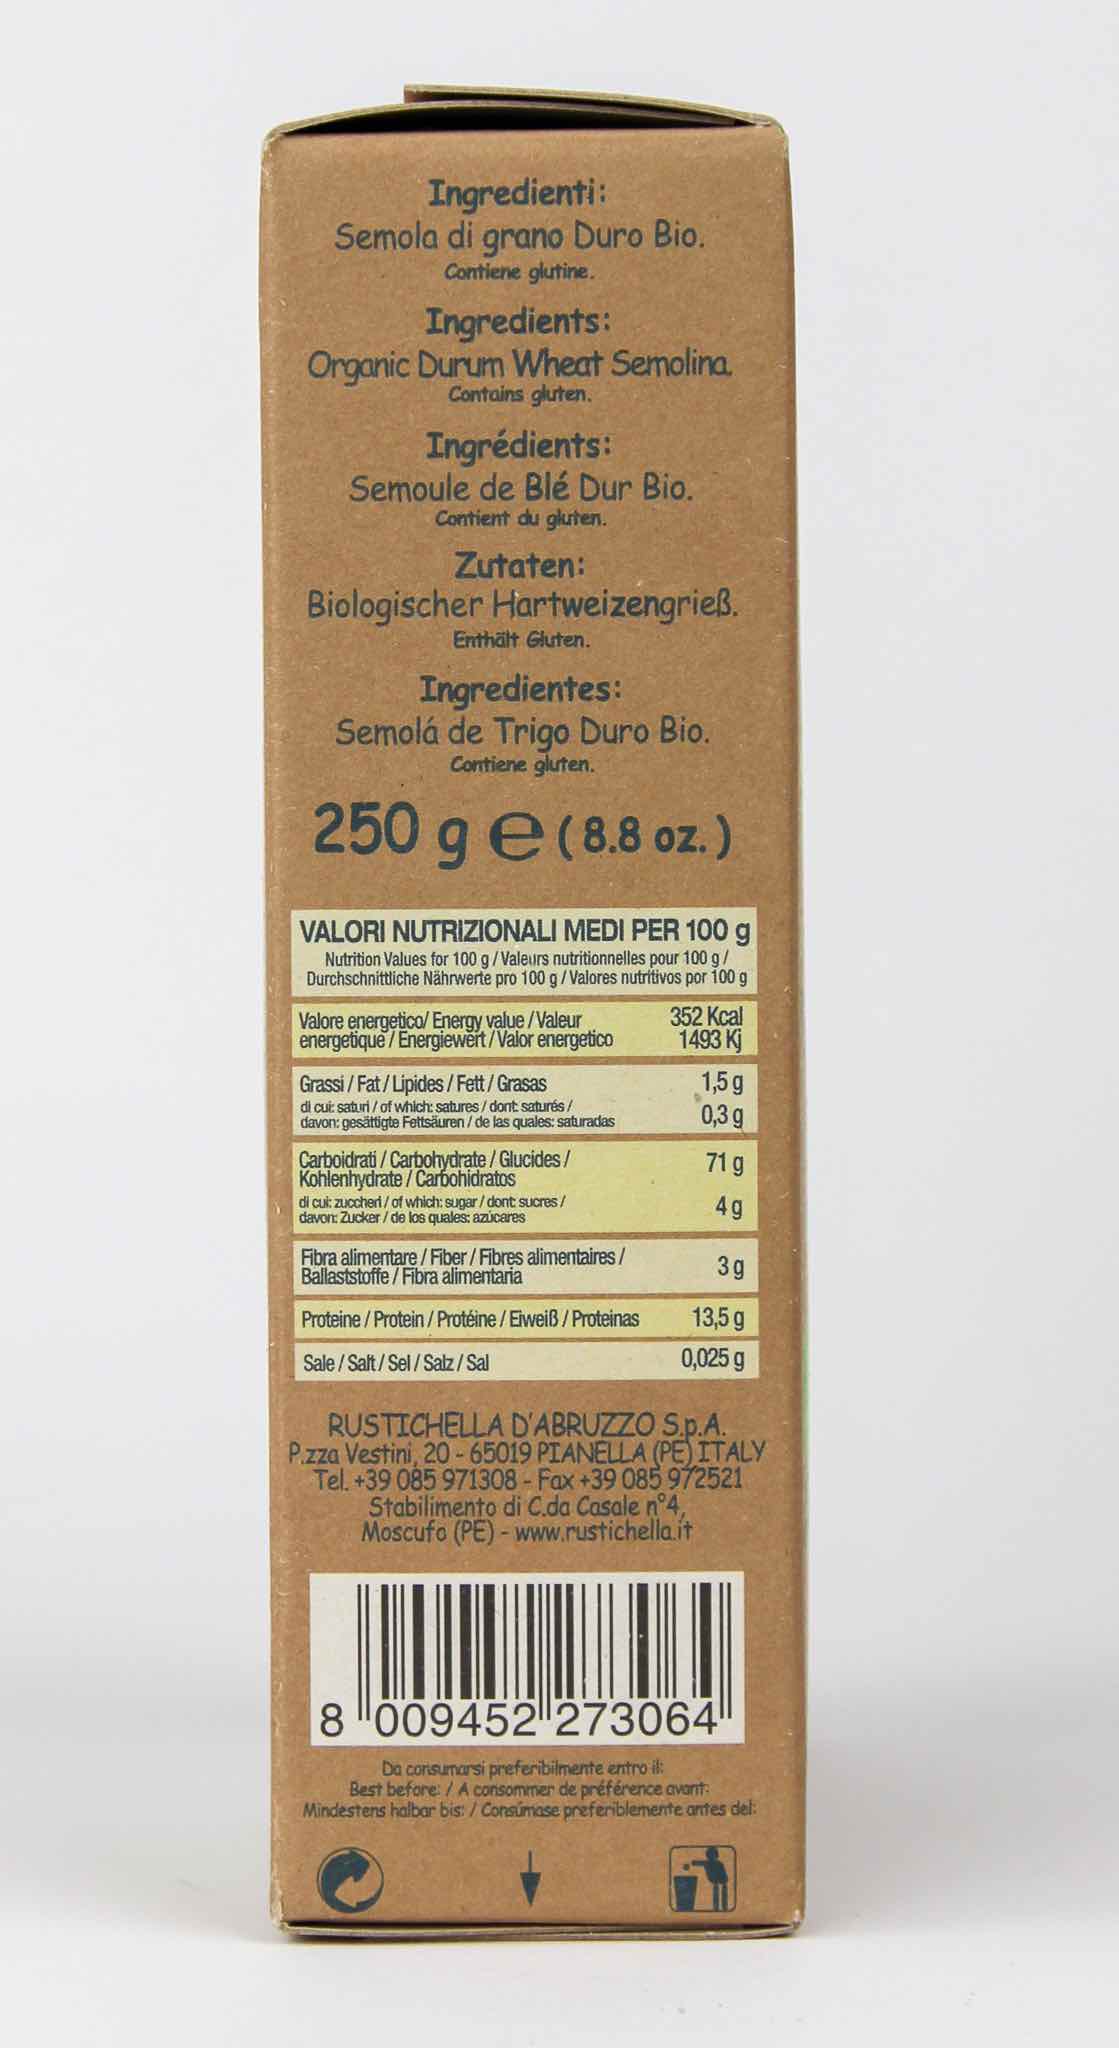 Ingredienti:
Semola di grano Duro Bio.
Contiene glutine.
Ingredients:
Organic Durum Wheat Semolina.
Contains gluten.
Ingrédients:
Semoule de Blé Dur Bio.
Contient du gluten.
Zutaten:
Biologischer Hartweizengrieß.
Enthält Gluten.
Ingredientes:
Semolá de Trigo Duro Bio.
Contiene gluten.
250 g e (8.8 oz.)
VALORI NUTRIZIONALI MEDI PER 100 g
Nutrition Values for 100 g / Valeurs nutritionnelles pour 100 g /
Durchschnittliche Nährwerte pro 100 g / Valores nutritivos por 100 g
Valore energetico/ Energy value / Valeur 352 Kcal
energetique / Energiewert / Valor energetico 1493 Kj
Grassi / Fat / Lipides / Fett / Grasas 1,5 g
di cui: saturi / of which: satures / dont: saturés /
davon: gesättigte Fettsäuren / de las quales: saturadas 0,3 g
Carboidrati / Carbohydrate / Glucides / 71 g
Kohlenhydrate / Carbohidratos
di cui: zuccheri / of which: sugar / dont: sucres / 4 g
davon: Zucker / de los quales: azúcares
Fibra alimentare / Fiber / Fibres alimentaires / 3 g
Ballaststoffe / Fibra alimentaria
Proteine / Protein / Protéine / Eiweiß / Proteinas 13,5 g
Sale / Salt / Sel / Salz / Sal 0,025 g
RUSTICHELLA D'ABRUZZO S.p.A.
P.zza Vestini, 20 - 65019 PIANELLA (PE) ITALY
Tel. +39 085 971308 - Fax +39 085 972521
Stabilimento di C.da Casale n°4,
Moscufo (PE) - www.rustichella.it
8 009452 273064
Da consumarsi preferibilmente entro il:
Best before: / A consommer de préférence avant:
Mindestens halbar bis: / Consúmase preferiblemente antes del: